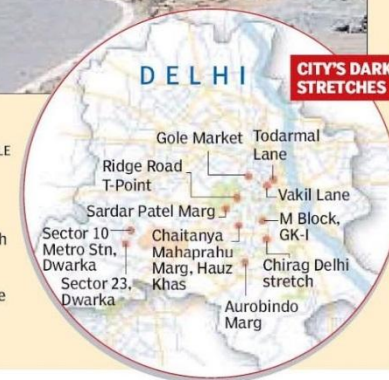 DELHI
CITY'S DARK
STRETCHES
LE
Gole Market
Todarmal
Lane
Ridge Road
T-Point
Vakil Lane
Sardar Patel Marg
M Block,
GK-I
Sector 10
Metro Stn,
Dwarka
Chaitanya
Mahaprahu
Marg, Hauz
Khas
Chirag Delhi
stretch
Sector 23,
Dwarka
Aurobindo
Marg
h
e